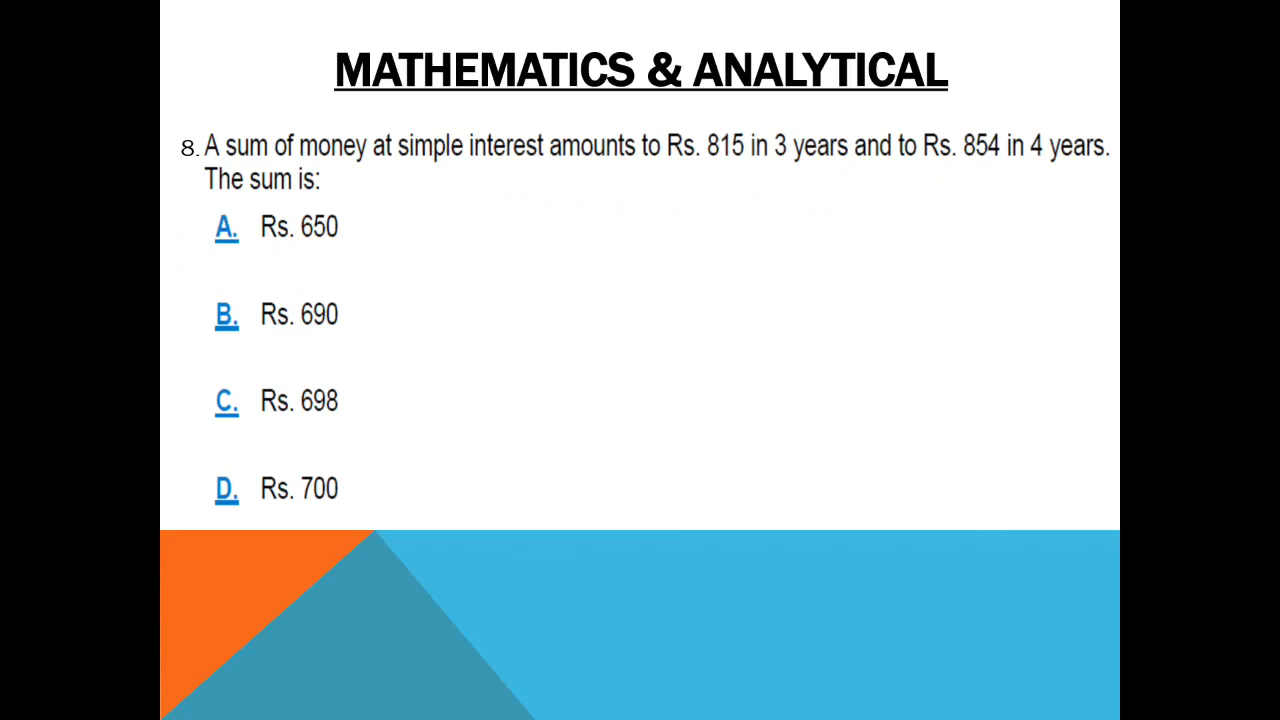 MATHEMATICS & ANALYTICAL
8. A sum of money at simple interest amounts to Rs. 815 in 3 years and to Rs. 854 in 4 years.
The sum is:
A. Rs. 650
B. Rs. 690
C. Rs. 698
D. Rs. 700